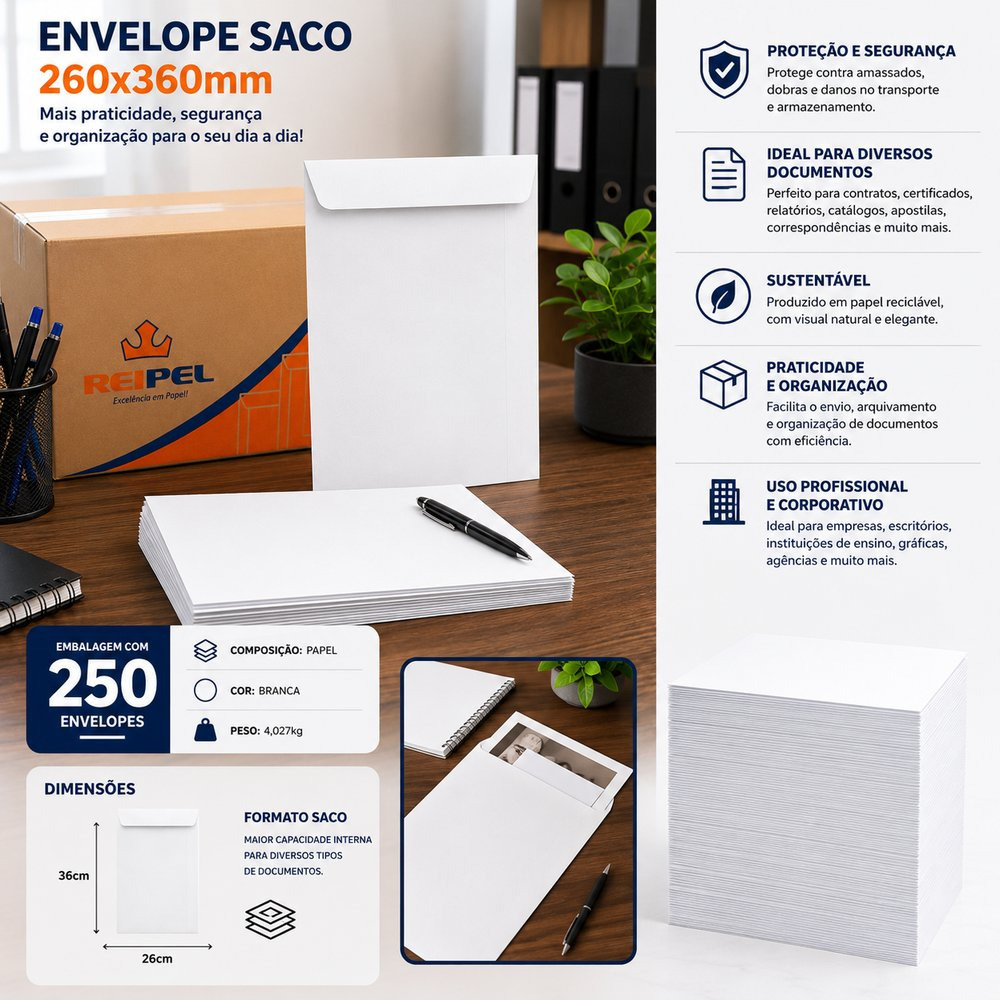 ENVELOPE SACO
260x360mm
Mais praticidade, segurança
e organização para o seu dia a dia!
REIPEL
Excelência em Papel!
PROTEÇÃO E SEGURANÇA
Protege contra amassados,
dobras e danos no transporte
e armazenamento.
IDEAL PARA DIVERSOS
DOCUMENTOS
Perfeito para contratos, certificados,
relatórios, catálogos, apostilas,
correspondências e muito mais.
SUSTENTÁVEL
Produzido em papel reciclável,
com visual natural e elegante.
PRATICIDADE
E ORGANIZAÇÃO
Facilita o envio, arquivamento
e organização de documentos
com eficiência.
USO PROFISSIONAL
E CORPORATIVO
Ideal para empresas, escritórios,
instituições de ensino, gráficas,
agências e muito mais.
EMBALAGEM COM
250
ENVELOPES
COMPOSIÇÃO: PAPEL
COR: BRANCA
PESO: 4,027kg
DIMENSÕES
36cm
26cm
FORMATO SACO
MAIOR CAPACIDADE INTERNA
PARA DIVERSOS TIPOS
DE DOCUMENTOS.